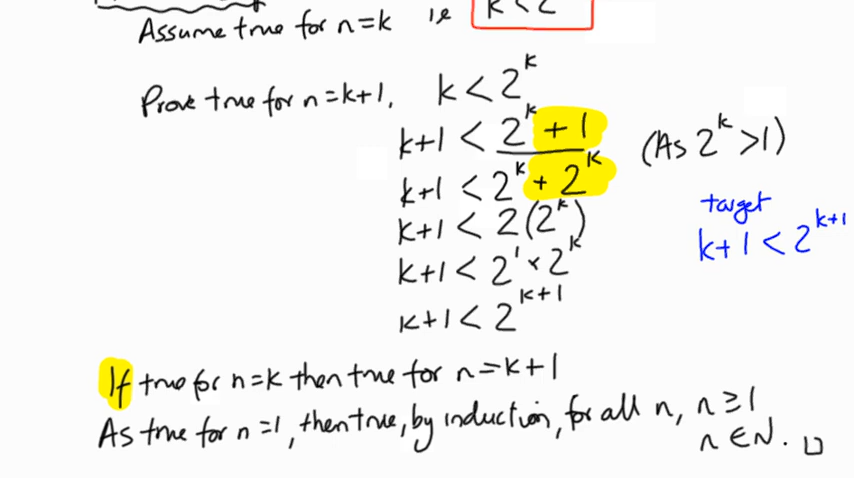 Assume true for n=k ie k < 2
Prove true for n=k+1, k < 2^k
k+1 < 2^k + 1 (As 2^k >1)
k+1 < 2^k + 2^k
target
k+1 < 2(2^k)
k+1 < 2^{k+1}
k+1 < 2^1 × 2^k
k+1 < 2^{k+1}
If true for n=k then true for n=k+1
As true for n=1, then true, by induction, for all n, n≥1
n∈N. □